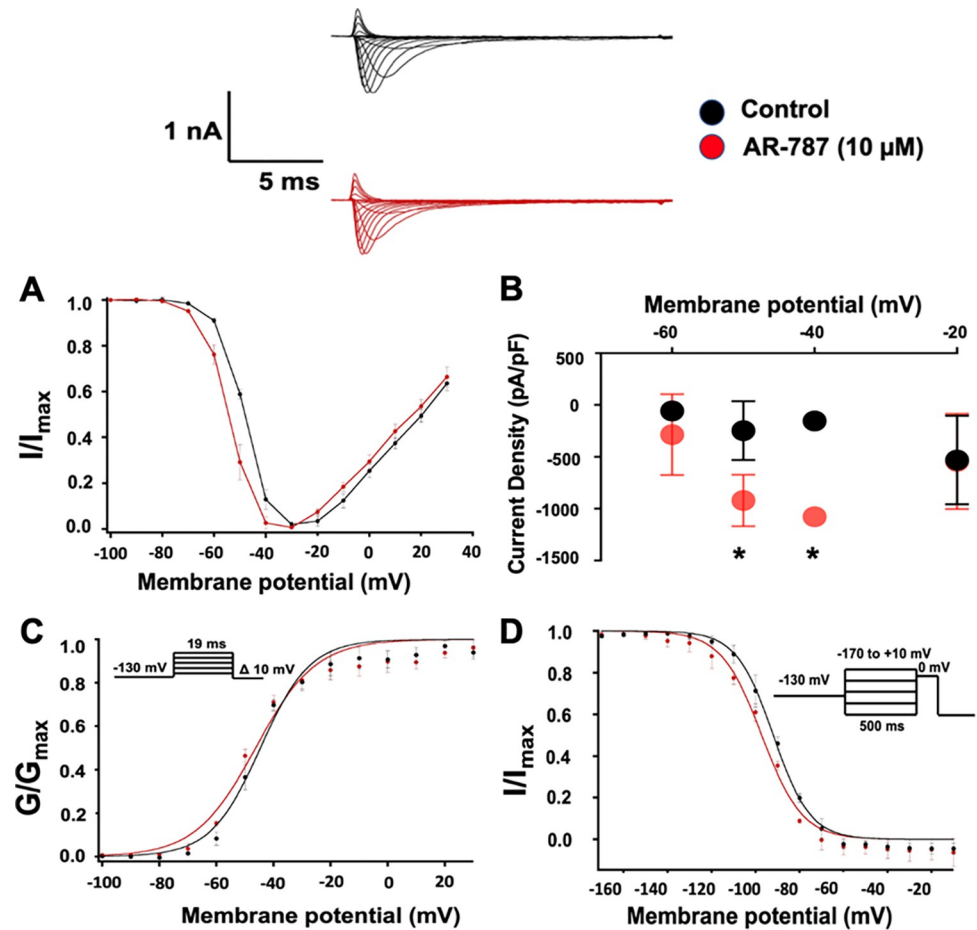 1 nA
5 ms
Control
AR-787 (10 µM)
A
I/Imax
1.0
0.8
0.6
0.4
0.2
0.0
-100 -80 -60 -40 -20 0 20 40
Membrane potential (mV)
B
Membrane potential (mV)
-60 -40 -20
Current Density (pA/pF)
500
0
-500
-1000
-1500
* *
C
G/Gmax
1.0
0.8
0.6
0.4
0.2
0.0
19 ms
-130 mV
Δ 10 mV
-100 -80 -60 -40 -20 0 20
Membrane potential (mV)
D
I/Imax
1.0
0.8
0.6
0.4
0.2
0.0
-170 to +10 mV
0 mV
-130 mV
500 ms
-160 -140 -120 -100 -80 -60 -40 -20
Membrane potential (mV)